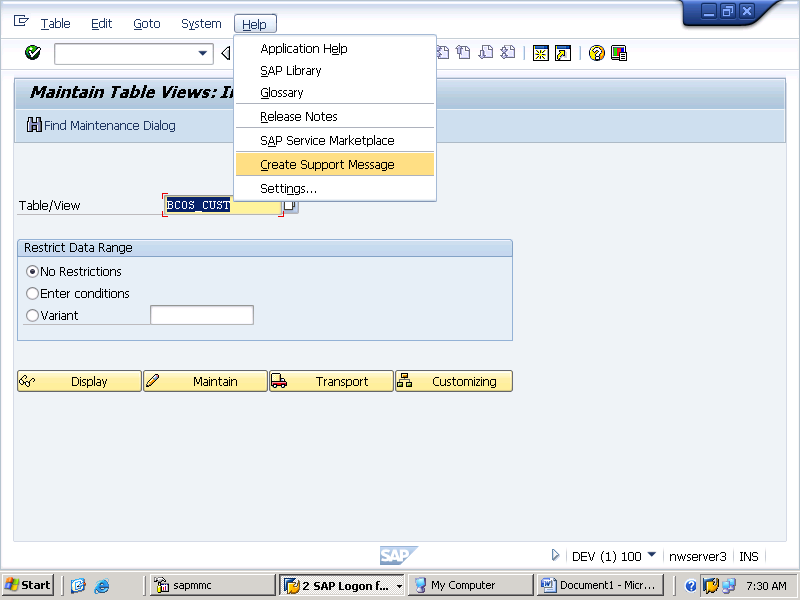 Table Edit Goto System Help
Application Help
SAP Library
Glossary
Release Notes
SAP Service Marketplace
Create Support Message
Settings...
Maintain Table Views: I
Find Maintenance Dialog
Table/View BCOS_CUST
Restrict Data Range
No Restrictions
Enter conditions
Variant
Display Maintain Transport Customizing
SAP DEV (1) 100 nwserver3 INS
Start sapmmc 2 SAP Logon f... My Computer Document1 - Micr... 7:30 AM